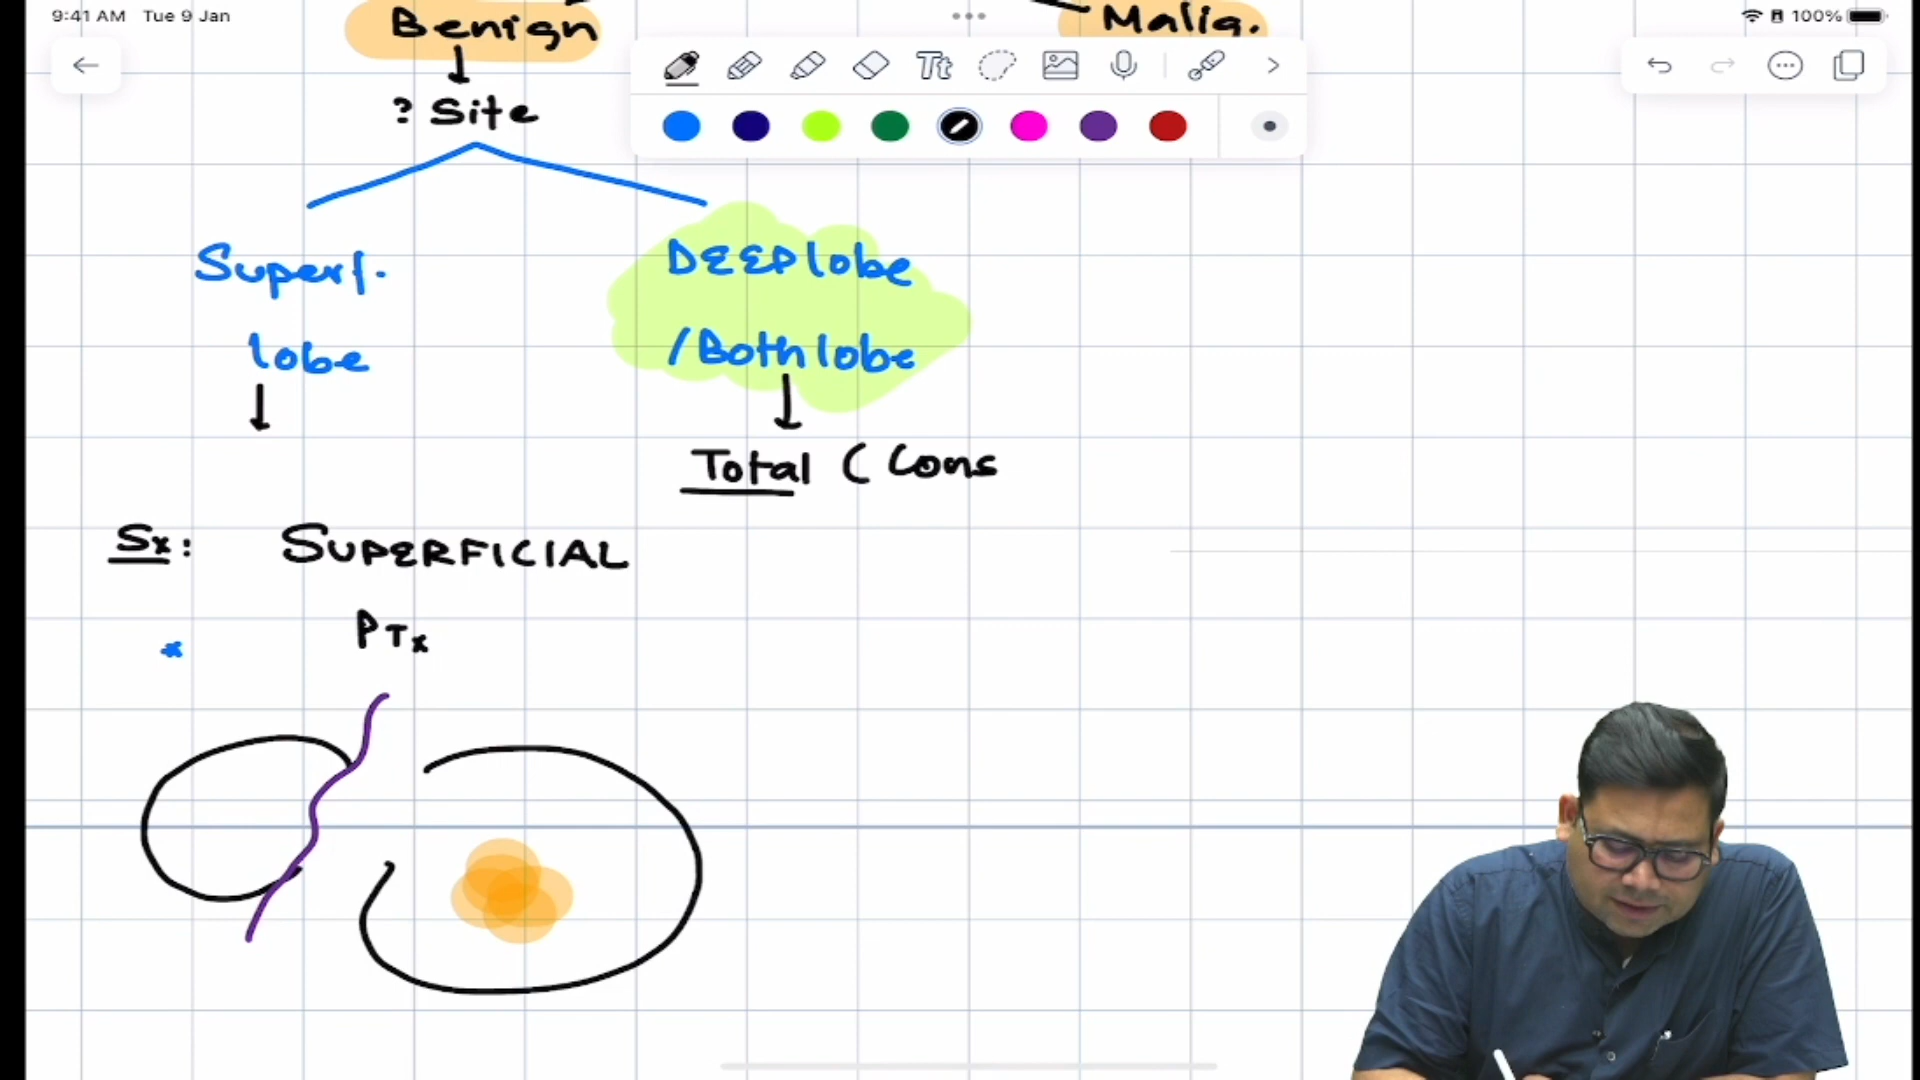 9:41 AM Tue 9 Jan
100%
Benign
Malig.
Tt
? Site
Superf.
lobe
DEEP lobe
/Both lobe
Total (Cons
Sx: SUPERFICIAL
PTx